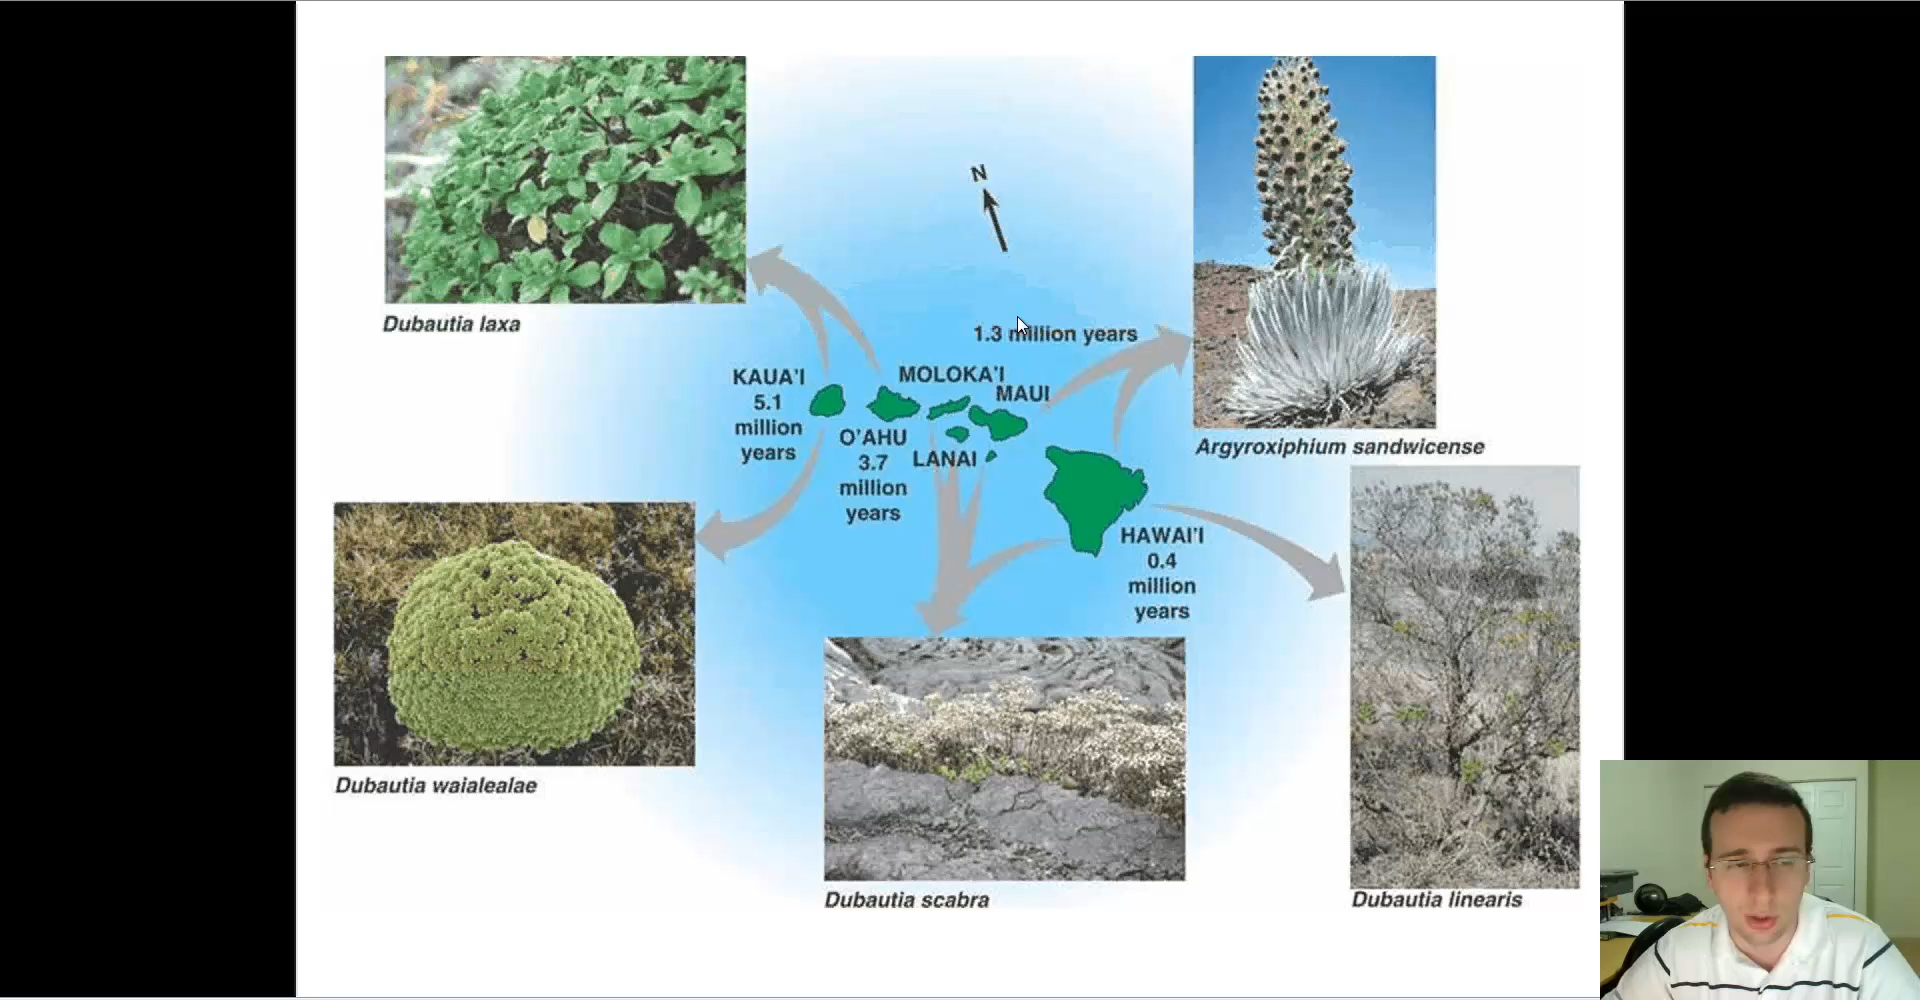 N
Dubautia laxa
1.3 million years
KAUA'I
5.1
million
years
MOLOKA'I
MAUI
O'AHU
3.7
million
years
LANAI
Argyroxiphium sandwicense
HAWAI'I
0.4
million
years
Dubautia waialealae
Dubautia scabra
Dubautia linearis